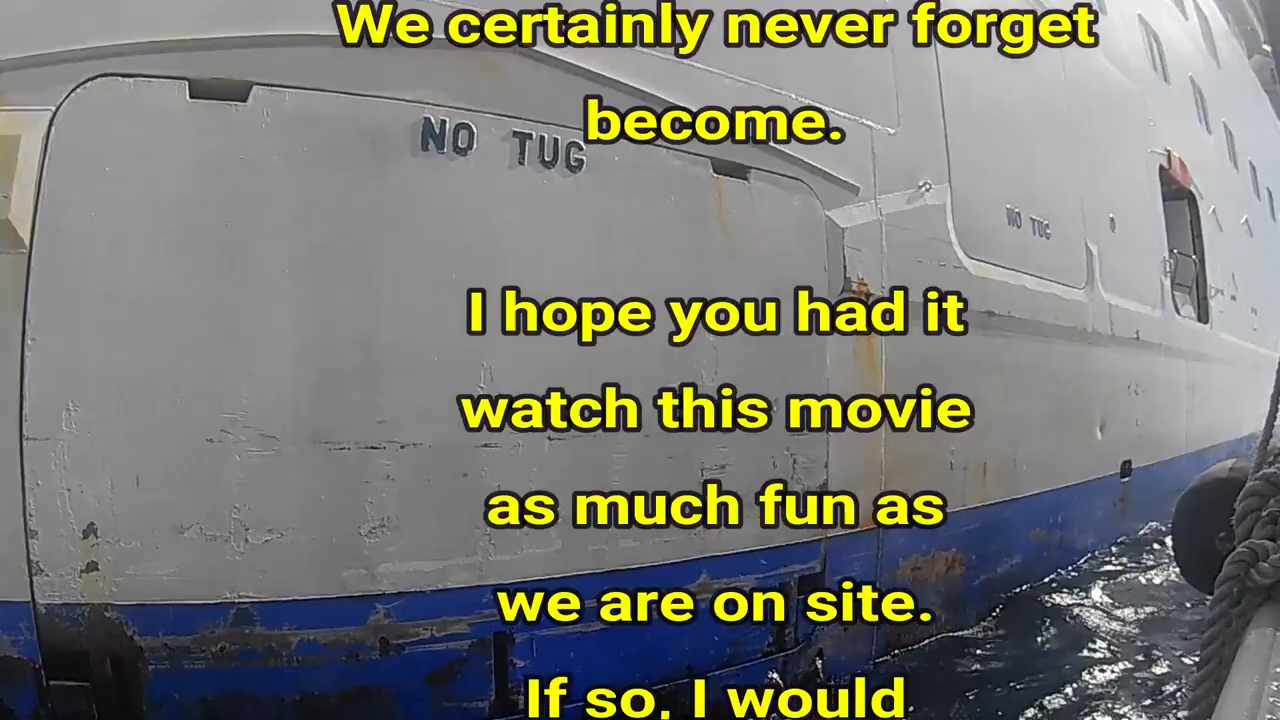 We certainly never forget
become.
NO TUG
NO TUG
I hope you had it
watch this movie
as much fun as
we are on site.
If so, I would